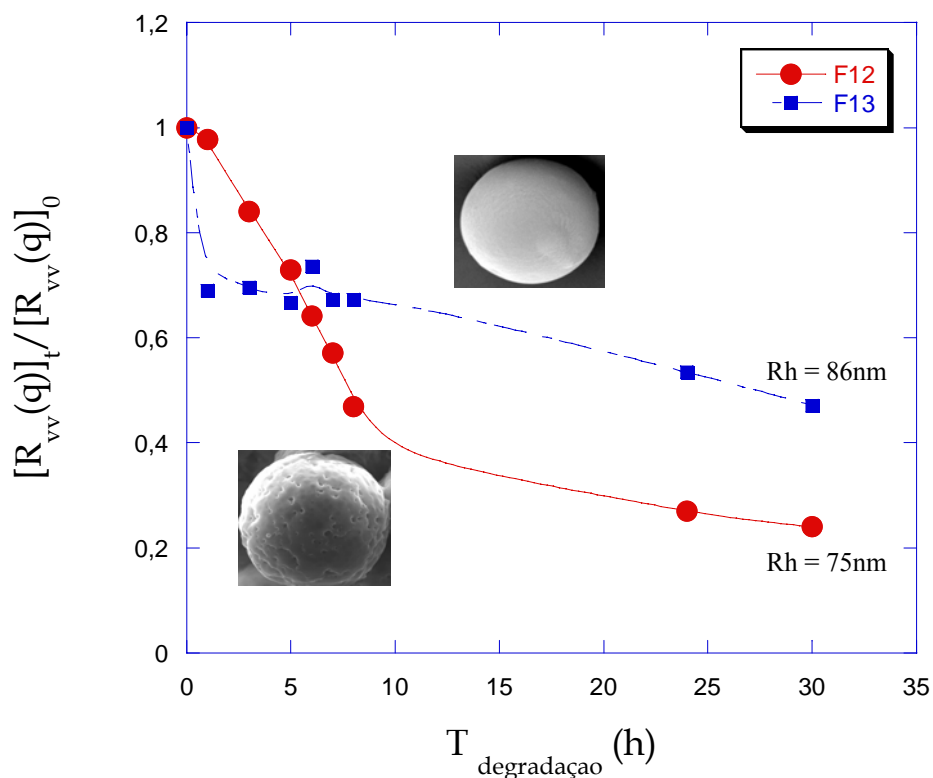 1,2
1
0,8
0,6
0,4
0,2
0
[R_vv(q)]_t/[R_vv(q)]_0
F12
F13
Rh = 86nm
Rh = 75nm
0 5 10 15 20 25 30 35
T degradaçao (h)